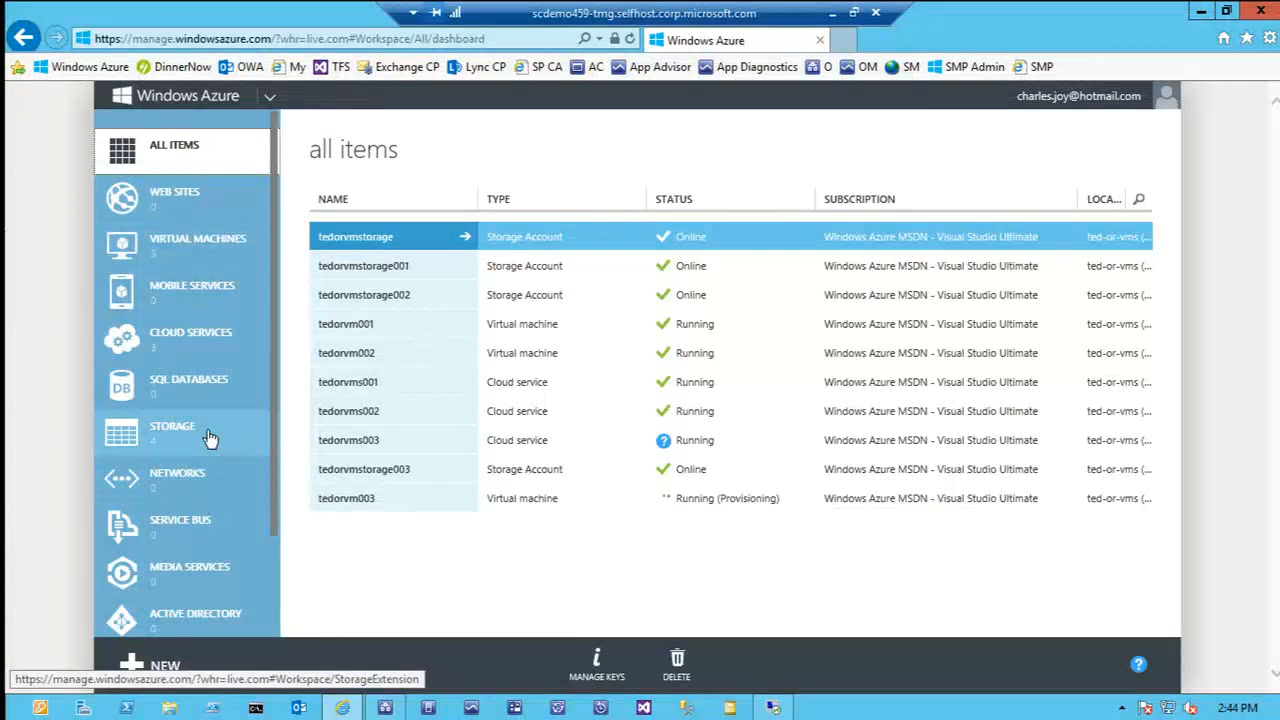 scdemo459-tmg.selfhost.corp.microsoft.com
https://manage.windowsazure.com/?whr=live.com#Workspace/All/dashboard
Windows Azure
Windows Azure DinnerNow OWA My TFS Exchange CP Lync CP SP CA AC App Advisor App Diagnostics O OM SM SMP Admin SMP
Windows Azure charles.joy@hotmail.com
ALL ITEMS
WEB SITES
0
VIRTUAL MACHINES
5
MOBILE SERVICES
0
CLOUD SERVICES
3
SQL DATABASES
0
DB
STORAGE
4
NETWORKS
0
SERVICE BUS
0
MEDIA SERVICES
0
ACTIVE DIRECTORY
0
all items
NAME TYPE STATUS SUBSCRIPTION LOCA...
tedorvmstorage Storage Account Online Windows Azure MSDN - Visual Studio Ultimate ted-or-vms (...
tedorvmstorage001 Storage Account Online Windows Azure MSDN - Visual Studio Ultimate ted-or-vms (...
tedorvmstorage002 Storage Account Online Windows Azure MSDN - Visual Studio Ultimate ted-or-vms (...
tedorvm001 Virtual machine Running Windows Azure MSDN - Visual Studio Ultimate ted-or-vms (...
tedorvm002 Virtual machine Running Windows Azure MSDN - Visual Studio Ultimate ted-or-vms (...
tedorvms001 Cloud service Running Windows Azure MSDN - Visual Studio Ultimate ted-or-vms (...
tedorvms002 Cloud service Running Windows Azure MSDN - Visual Studio Ultimate ted-or-vms (...
tedorvms003 Cloud service ? Running Windows Azure MSDN - Visual Studio Ultimate ted-or-vms (...
tedorvmstorage003 Storage Account Online Windows Azure MSDN - Visual Studio Ultimate ted-or-vms (...
tedorvm003 Virtual machine Running (Provisioning) Windows Azure MSDN - Visual Studio Ultimate ted-or-vms (...
NEW
MANAGE KEYS DELETE ?
https://manage.windowsazure.com/?whr=live.com#Workspace/StorageExtension
2:44 PM